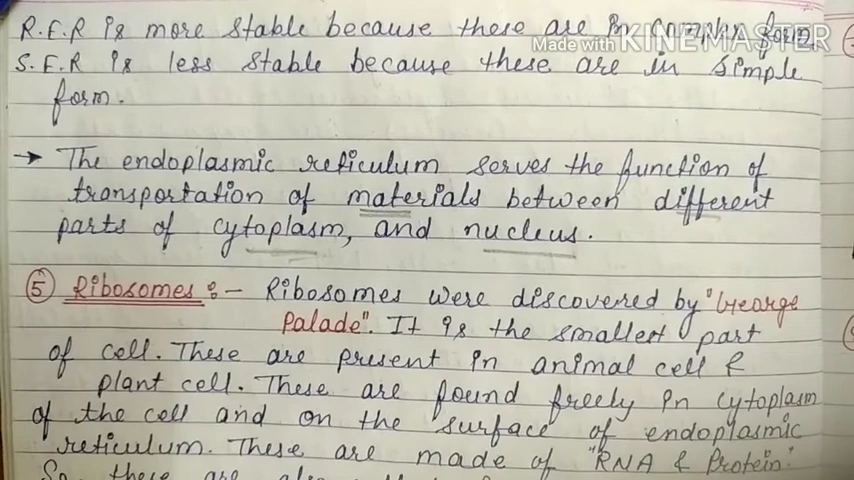 R.E.R is more stable because these are in complex form
Made with KINEMASTER
S.E.R is less stable because these are in simple
form.
→ The endoplasmic reticulum serves the function of
transportation of materials between different
parts of cytoplasm, and nucleus.
5 Ribosomes :- Ribosomes were discovered by "George
Palade". It is the smallest part
of cell. These are present in animal cell &
plant cell. These are found freely in cytoplasm
of the cell and on the surface of endoplasmic
reticulum. These are made of "RNA & Protein"
So these are also